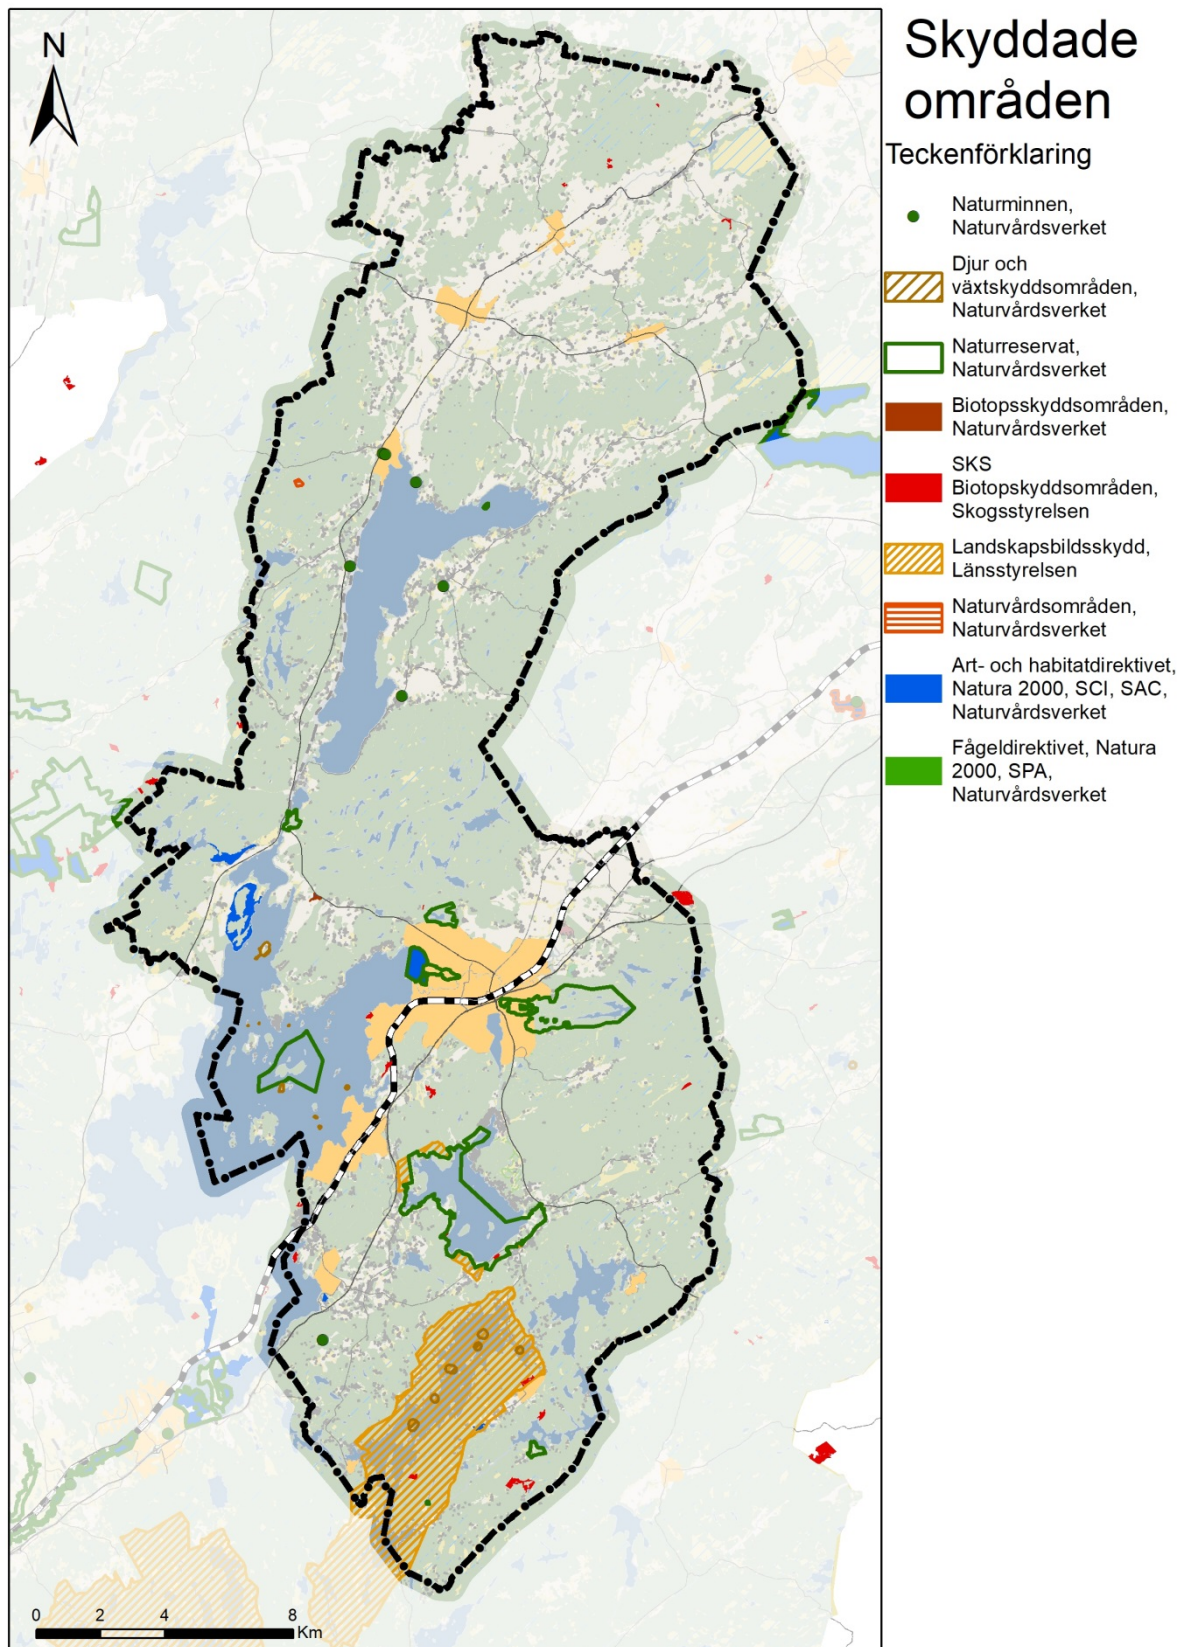 Skyddade
områden
Teckenförklaring
N
Naturminnen,
Naturvårdsverket
Djur och
växtskyddsområden,
Naturvårdsverket
Naturreservat,
Naturvårdsverket
Biotopsskyddsområden,
Naturvårdsverket
SKS
Biotopskyddsområden,
Skogsstyrelsen
Landskapsbildsskydd,
Länsstyrelsen
Naturvårdsområden,
Naturvårdsverket
Art- och habitatdirektivet,
Natura 2000, SCI, SAC,
Naturvårdsverket
Fågeldirektivet, Natura
2000, SPA,
Naturvårdsverket
0 2 4 8
Km